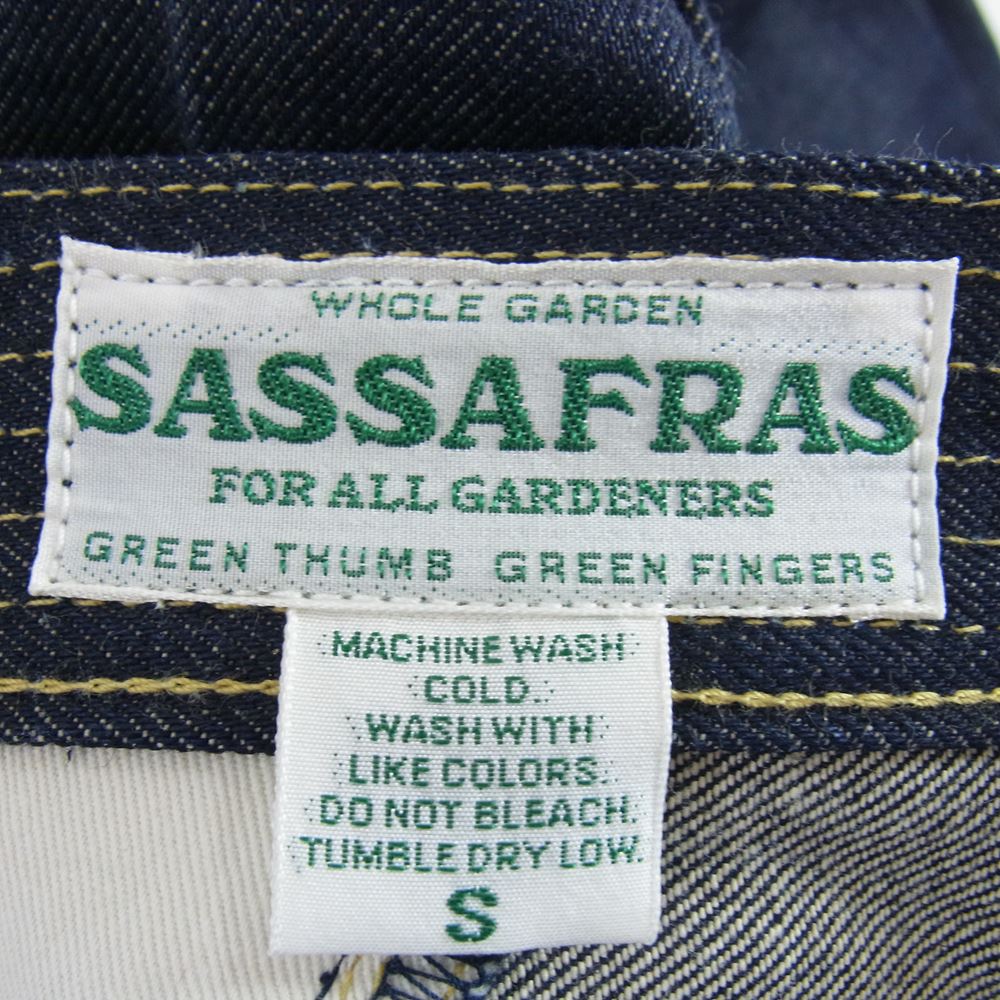 WHOLE GARDEN
SASSAFRAS
FOR ALL GARDENERS
GREEN THUMB GREEN FINGERS
MACHINE WASH
COLD.
WASH WITH
LIKE COLORS.
DO NOT BLEACH.
TUMBLE DRY LOW.
S